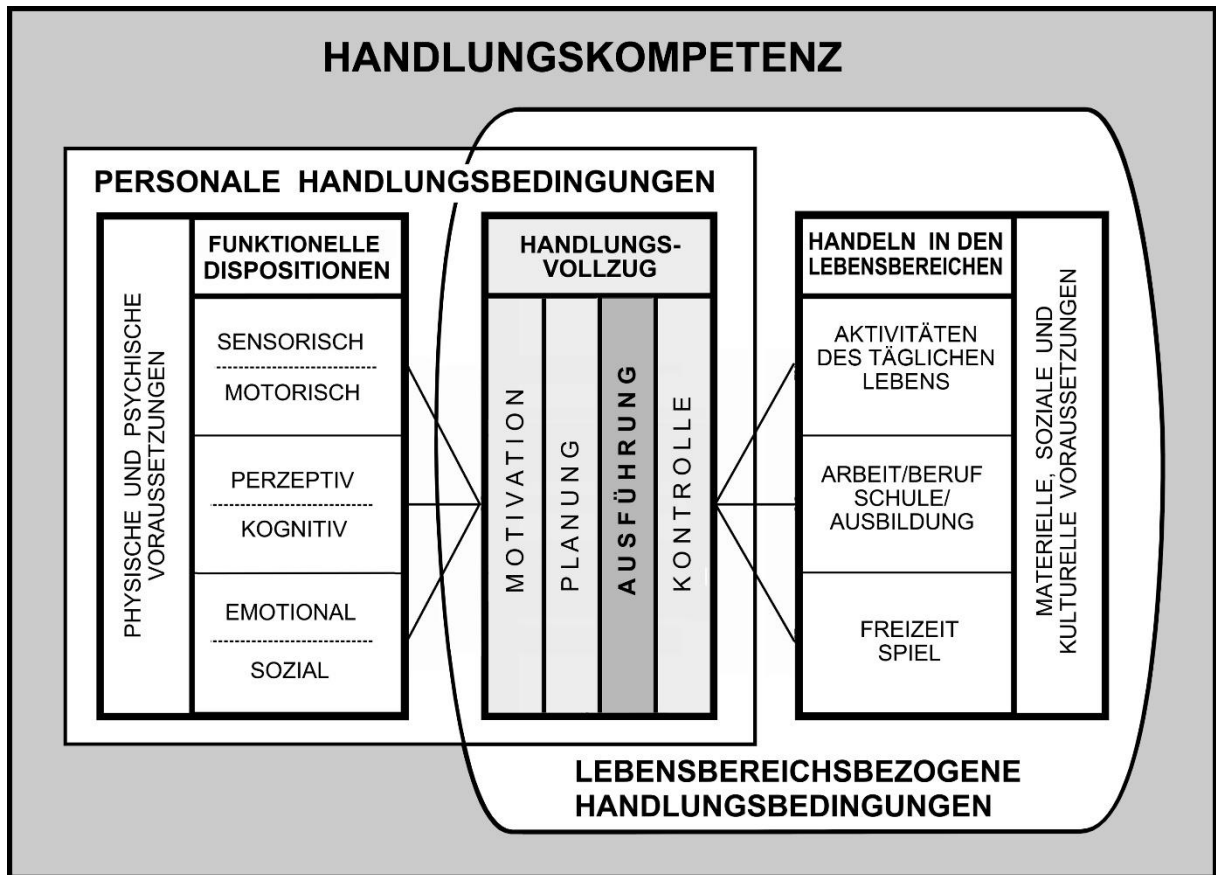 HANDLUNGSKOMPETENZ
PERSONALE HANDLUNGSBEDINGUNGEN
PHYSISCHE UND PSYCHISCHE
VORAUSSETZUNGEN
FUNKTIONELLE
DISPOSITIONEN
SENSORISCH
MOTORISCH
PERZEPTIV
KOGNITIV
EMOTIONAL
SOZIAL
HANDLUNGS-
VOLLZUG
MOTIVATION
PLANUNG
AUSFÜHRUNG
KONTROLLE
HANDELN IN DEN
LEBENSBEREICHEN
AKTIVITÄTEN
DES TÄGLICHEN
LEBENS
ARBEIT/BERUF
SCHULE/
AUSBILDUNG
FREIZEIT
SPIEL
MATERIELLE, SOZIALE UND
KULTURELLE VORAUSSETZUNGEN
LEBENSBEREICHSBEZOGENE
HANDLUNGSBEDINGUNGEN